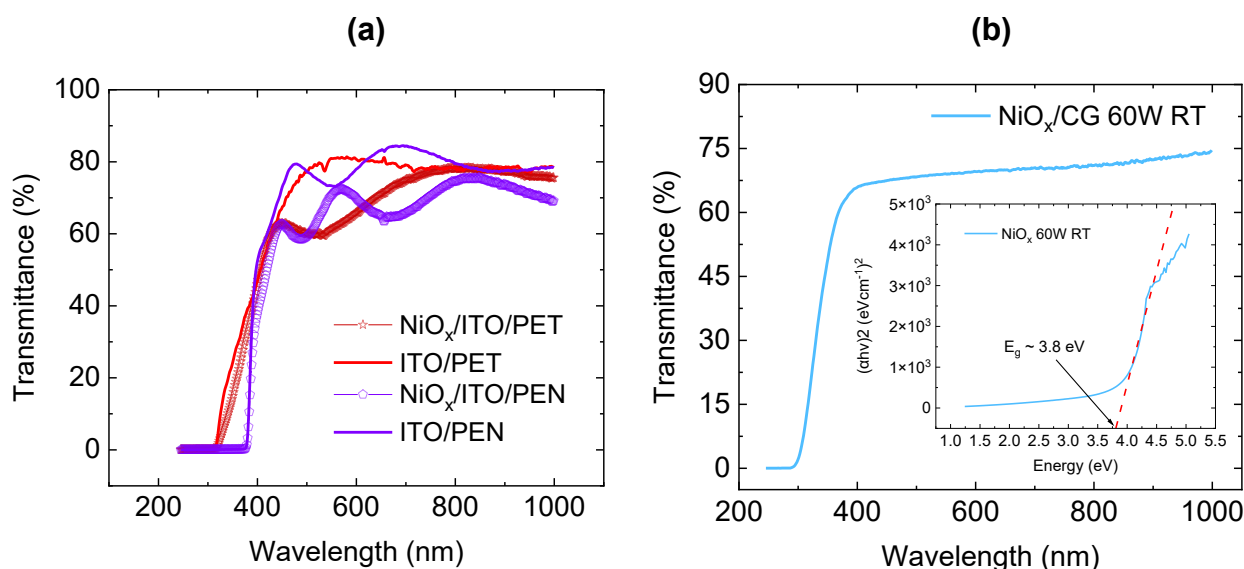 (a)
100
80
60
40
20
0
Transmittance (%)
NiOx/ITO/PET
ITO/PET
NiOx/ITO/PEN
ITO/PEN
200 400 600 800 1000
Wavelength (nm)
(b)
90
75
60
45
30
15
0
Transmittance (%)
NiOx/CG 60W RT
5×10³
4×10³
3×10³
2×10³
1×10³
0
(αhv)2 (eVcm⁻¹)²
NiOx 60W RT
Eg ~ 3.8 eV
1.0 1.5 2.0 2.5 3.0 3.5 4.0 4.5 5.0 5.5
Energy (eV)
200 400 600 800 1000
Wavelength (nm)